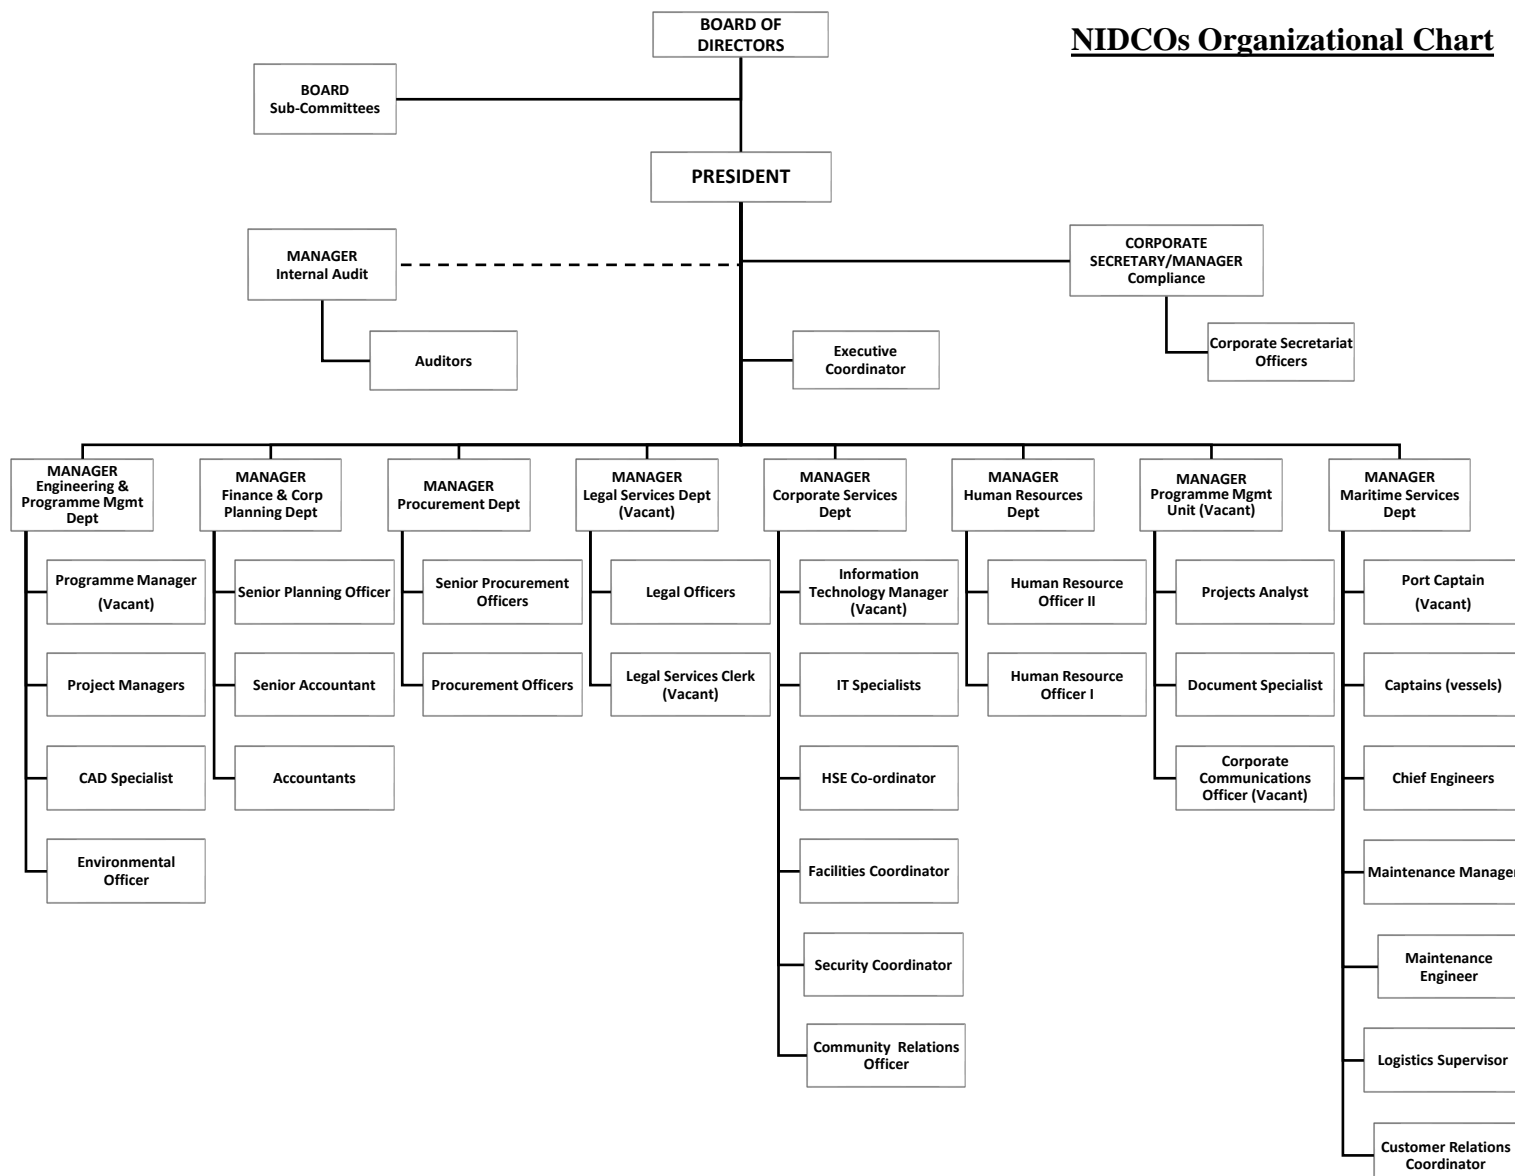 BOARD OF
DIRECTORS
NIDCOs Organizational Chart
BOARD
Sub-Committees
PRESIDENT
MANAGER
Internal Audit
CORPORATE
SECRETARY/MANAGER
Compliance
Auditors
Executive
Coordinator
Corporate Secretariat
Officers
MANAGER
Engineering &
Programme Mgmt
Dept
MANAGER
Finance & Corp
Planning Dept
MANAGER
Procurement Dept
MANAGER
Legal Services Dept
(Vacant)
MANAGER
Corporate Services
Dept
MANAGER
Human Resources
Dept
MANAGER
Programme Mgmt
Unit (Vacant)
MANAGER
Maritime Services
Dept
Programme Manager
(Vacant)
Senior Planning Officer
Senior Procurement
Officers
Legal Officers
Information
Technology Manager
(Vacant)
Human Resource
Officer II
Projects Analyst
Port Captain
(Vacant)
Project Managers
Senior Accountant
Procurement Officers
Legal Services Clerk
(Vacant)
IT Specialists
Human Resource
Officer I
Document Specialist
Captains (vessels)
CAD Specialist
Accountants
HSE Co-ordinator
Corporate
Communications
Officer (Vacant)
Chief Engineers
Environmental
Officer
Facilities Coordinator
Maintenance Manager
Security Coordinator
Maintenance
Engineer
Community Relations
Officer
Logistics Supervisor
Customer Relations
Coordinator